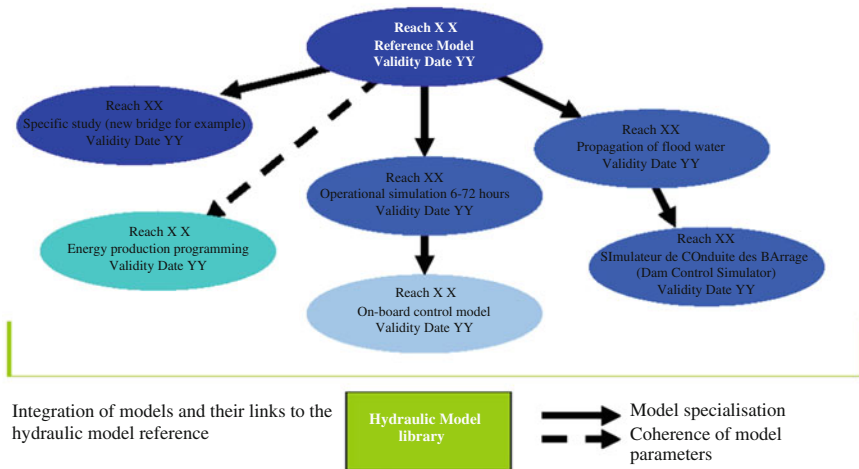 Reach X X
Reference Model
Validity Date YY
Reach XX
Specific study (new bridge for example)
Validity Date YY
Reach XX
Propagation of flood water
Validity Date YY
Reach XX
Operational simulation 6-72 hours
Validity Date YY
Reach X X
Energy production programming
Validity Date YY
Reach XX
SImulateur de COnduite des BArrage
(Dam Control Simulator)
Validity Date YY
Reach X X
On-board control model
Validity Date YY
Integration of models and their links to the
hydraulic model reference
Hydraulic Model
library
Model specialisation
Coherence of model
parameters